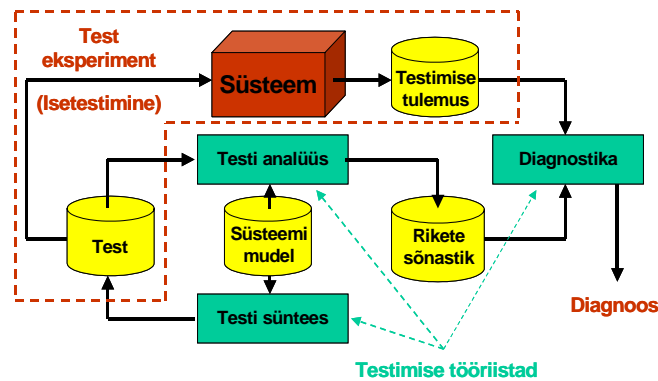 Test
eksperiment
(Isetestimine)
Süsteem
Testimise
tulemus
Testi analüüs
Diagnostika
Test
Süsteemi
mudel
Rikete
sõnastik
Testi süntees
Diagnoos
Testimise tööriistad